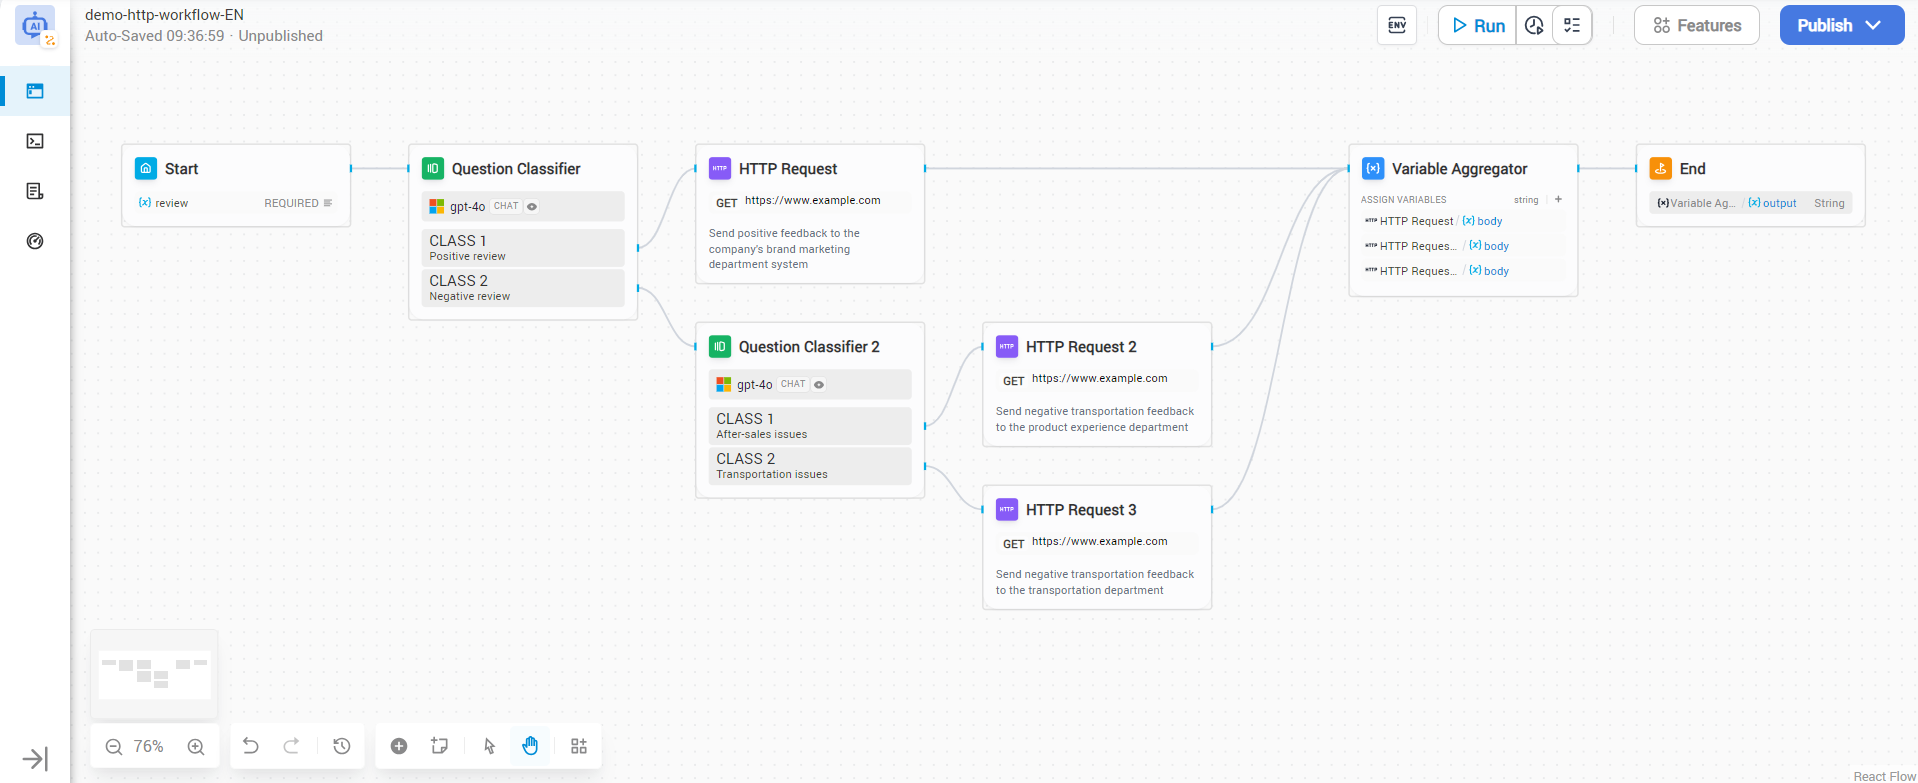 demo-http-workflow-EN
Auto-Saved 09:36:59 · Unpublished
AI
ENV
Run
Features
Publish
Start
{x} review REQUIRED
Question Classifier
gpt-4o CHAT
CLASS 1
Positive review
CLASS 2
Negative review
HTTP HTTP Request
GET https://www.example.com
Send positive feedback to the
company's brand marketing
department system
Question Classifier 2
gpt-4o CHAT
CLASS 1
After-sales issues
CLASS 2
Transportation issues
HTTP HTTP Request 2
GET https://www.example.com
Send negative transportation feedback
to the product experience department
HTTP HTTP Request 3
GET https://www.example.com
Send negative transportation feedback
to the transportation department
{x} Variable Aggregator
ASSIGN VARIABLES string +
HTTP HTTP Request / {x} body
HTTP HTTP Reques... / {x} body
HTTP HTTP Reques... / {x} body
End
{x} Variable Ag... / {x} output String
76%
React Flow